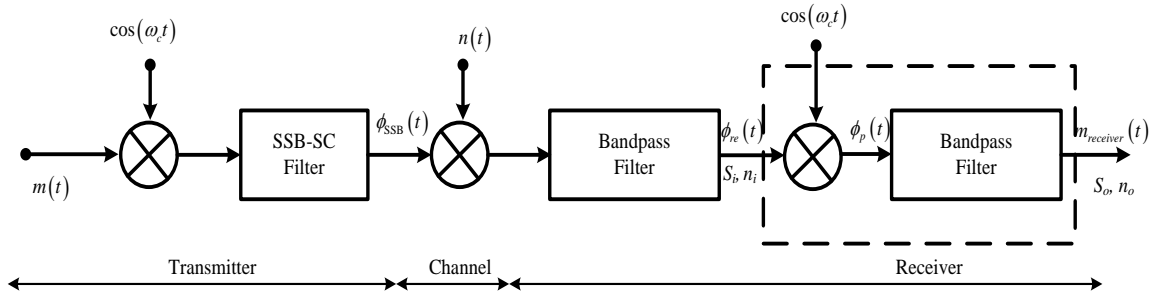 cos(ω_c t)
n(t)
cos(ω_c t)
m(t)
SSB-SC
Filter
ϕ_SSB(t)
Bandpass
Filter
ϕ_re(t)
S_i, n_i
ϕ_p(t)
Bandpass
Filter
m_receiver(t)
S_o, n_o
Transmitter
Channel
Receiver